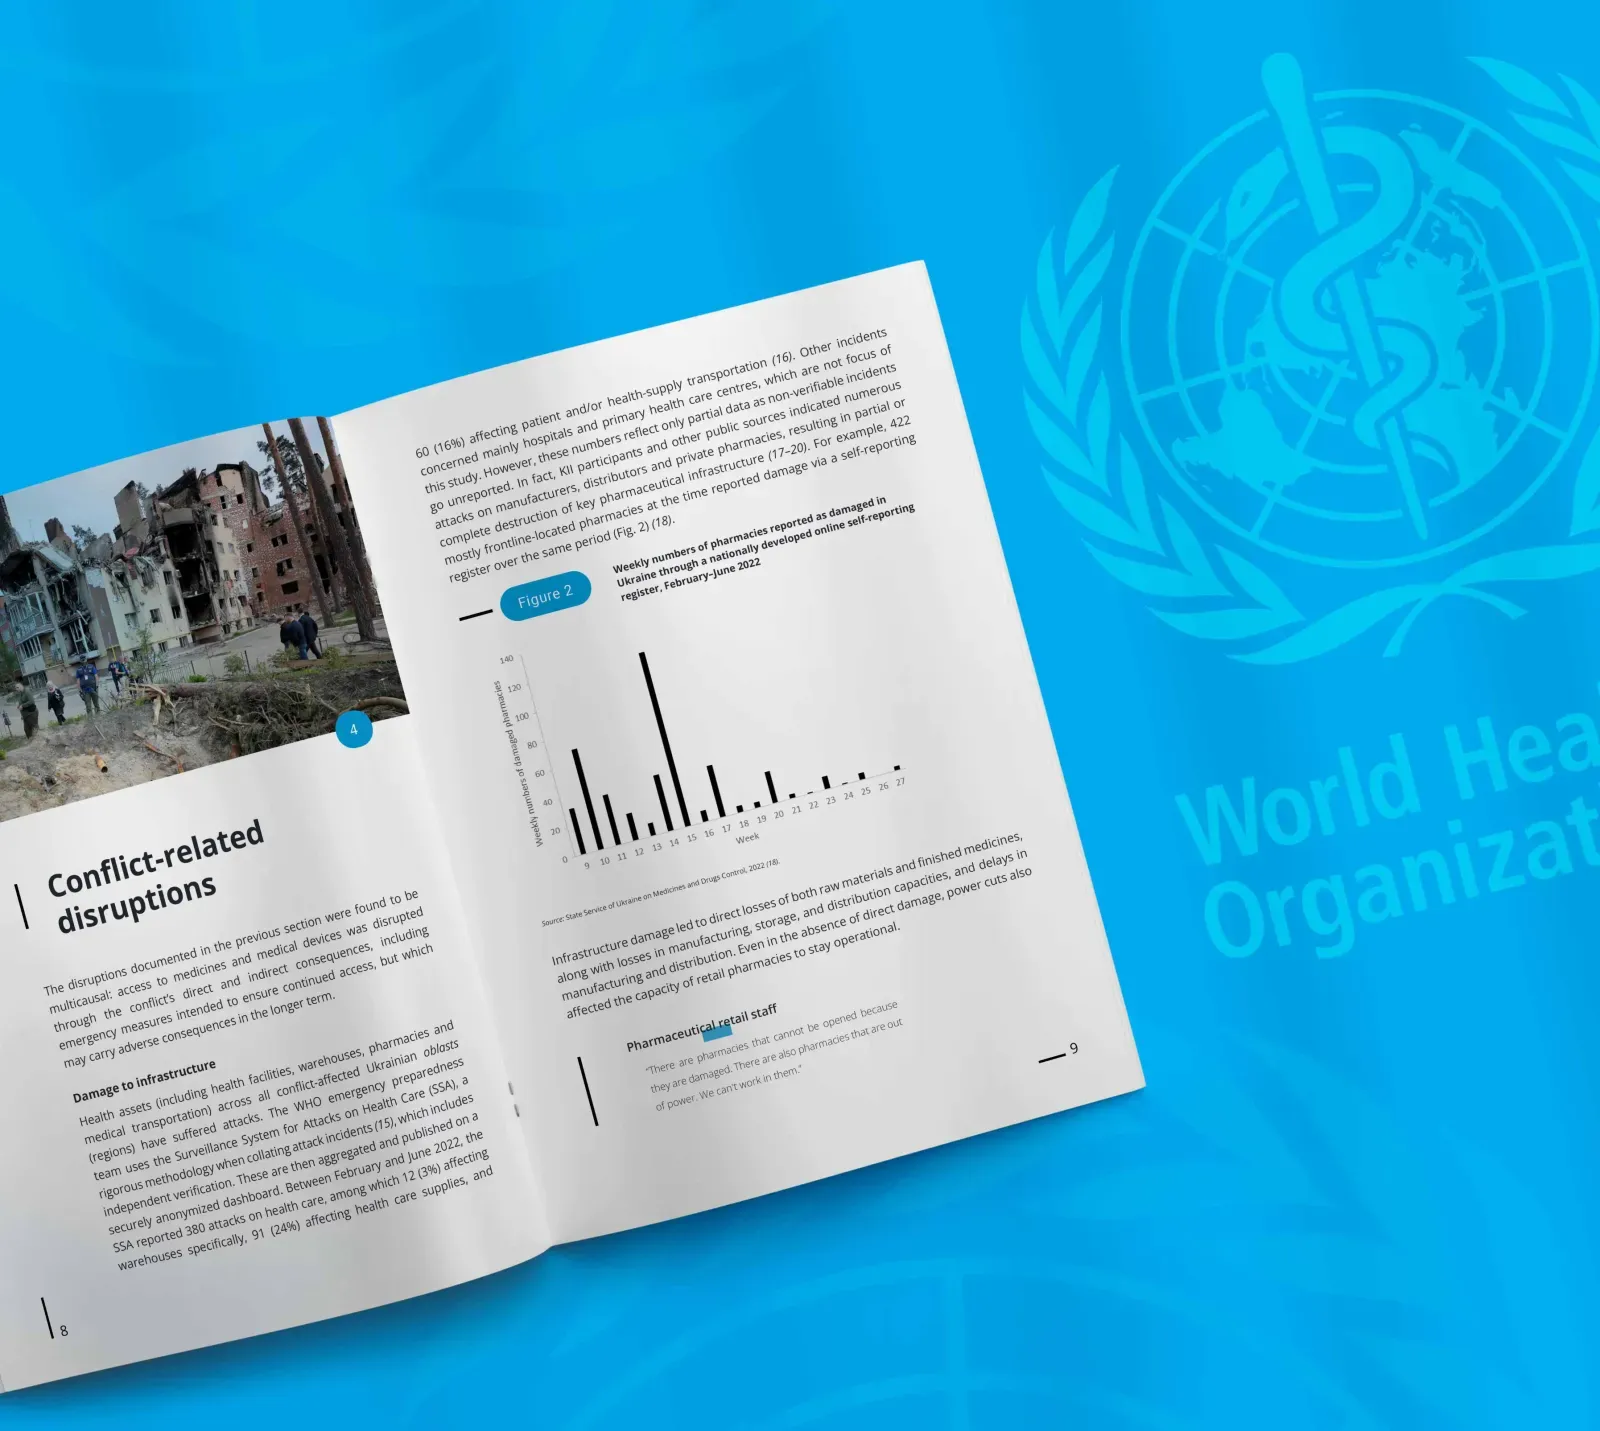 4
Conflict-related
disruptions
The disruptions documented in the previous section were found to be
multicausal: access to medicines and medical devices was disrupted
through the conflict's direct and indirect consequences, including
emergency measures intended to ensure continued access, but which
may carry adverse consequences in the longer term.
Damage to infrastructure
Health assets (including health facilities, warehouses, pharmacies and
medical transportation) across all conflict-affected Ukrainian oblasts
(regions) have suffered attacks. The WHO emergency preparedness
team uses the Surveillance System for Attacks on Health Care (SSA), a
rigorous methodology when collating attack incidents (15), which includes
independent verification. These are then aggregated and published on a
securely anonymized dashboard. Between February and June 2022, the
SSA reported 380 attacks on health care, among which 12 (3%) affecting
warehouses specifically, 91 (24%) affecting health care supplies, and
8
60 (16%) affecting patient and/or health-supply transportation (16). Other incidents
concerned mainly hospitals and primary health care centres, which are not focus of
this study. However, these numbers reflect only partial data as non-verifiable incidents
go unreported. In fact, KII participants and other public sources indicated numerous
attacks on manufacturers, distributors and private pharmacies, resulting in partial or
complete destruction of key pharmaceutical infrastructure (17–20). For example, 422
mostly frontline-located pharmacies at the time reported damage via a self-reporting
register over the same period (Fig. 2) (18).
Figure 2
Weekly numbers of pharmacies reported as damaged in
Ukraine through a nationally developed online self-reporting
register, February–June 2022
Weekly numbers of damaged pharmacies
140
120
100
80
60
40
20
0
9 10 11 12 13 14 15 16 17 18 19 20 21 22 23 24 25 26 27
Week
Source: State Service of Ukraine on Medicines and Drugs Control, 2022 (18).
Infrastructure damage led to direct losses of both raw materials and finished medicines,
along with losses in manufacturing, storage, and distribution capacities, and delays in
manufacturing and distribution. Even in the absence of direct damage, power cuts also
affected the capacity of retail pharmacies to stay operational.
Pharmaceutical retail staff
"There are pharmacies that cannot be opened because
they are damaged. There are also pharmacies that are out
of power. We can't work in them."
9
World Hea
Organizat